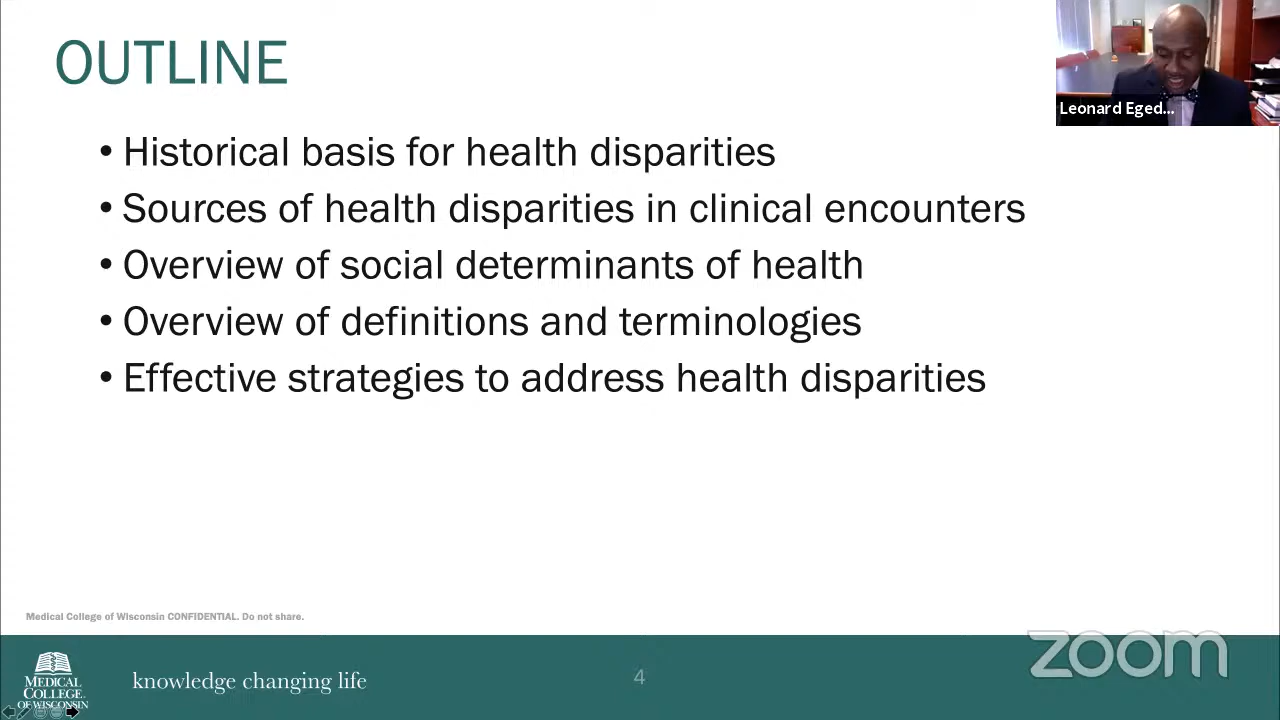 OUTLINE
Leonard Eged...
• Historical basis for health disparities
• Sources of health disparities in clinical encounters
• Overview of social determinants of health
• Overview of definitions and terminologies
• Effective strategies to address health disparities
Medical College of Wisconsin CONFIDENTIAL. Do not share.
zoom
MEDICAL
COLLEGE
OF WISCONSIN
knowledge changing life
4